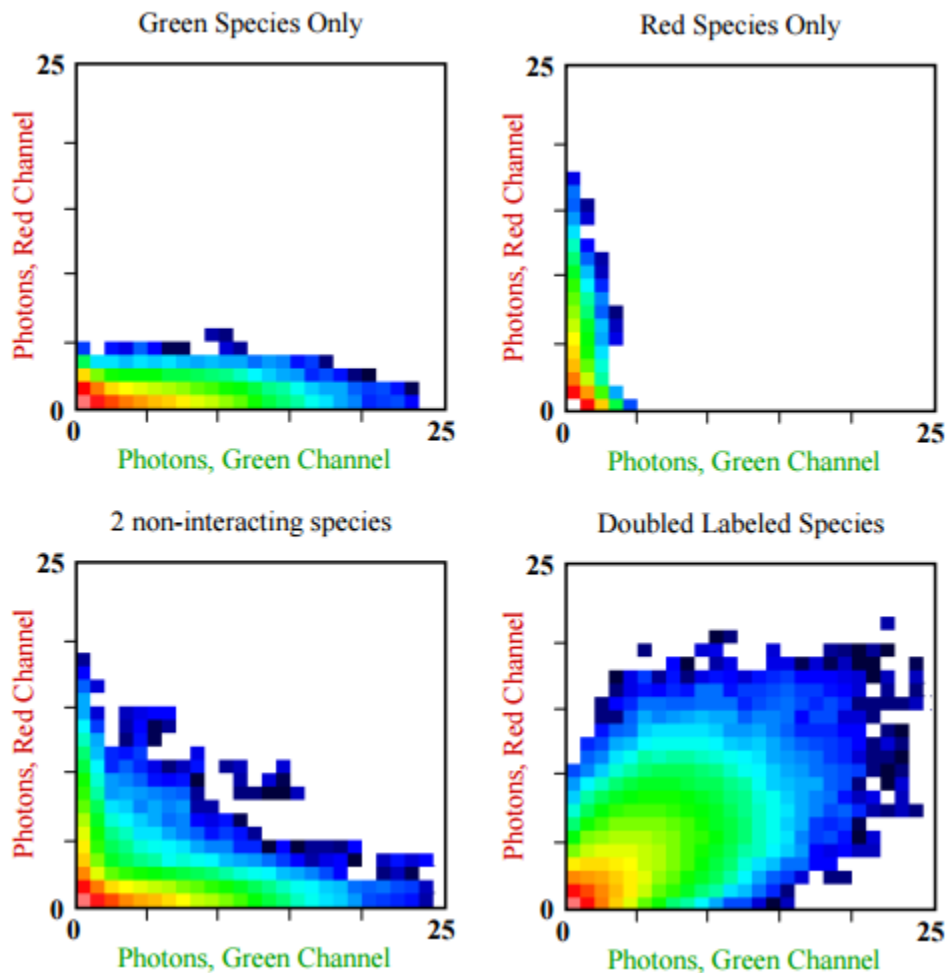 Green Species Only
25
Photons, Red Channel
0
0
25
Photons, Green Channel
Red Species Only
25
Photons, Red Channel
0
0
25
Photons, Green Channel
2 non-interacting species
25
Photons, Red Channel
0
0
25
Photons, Green Channel
Doubled Labeled Species
25
Photons, Red Channel
0
0
25
Photons, Green Channel